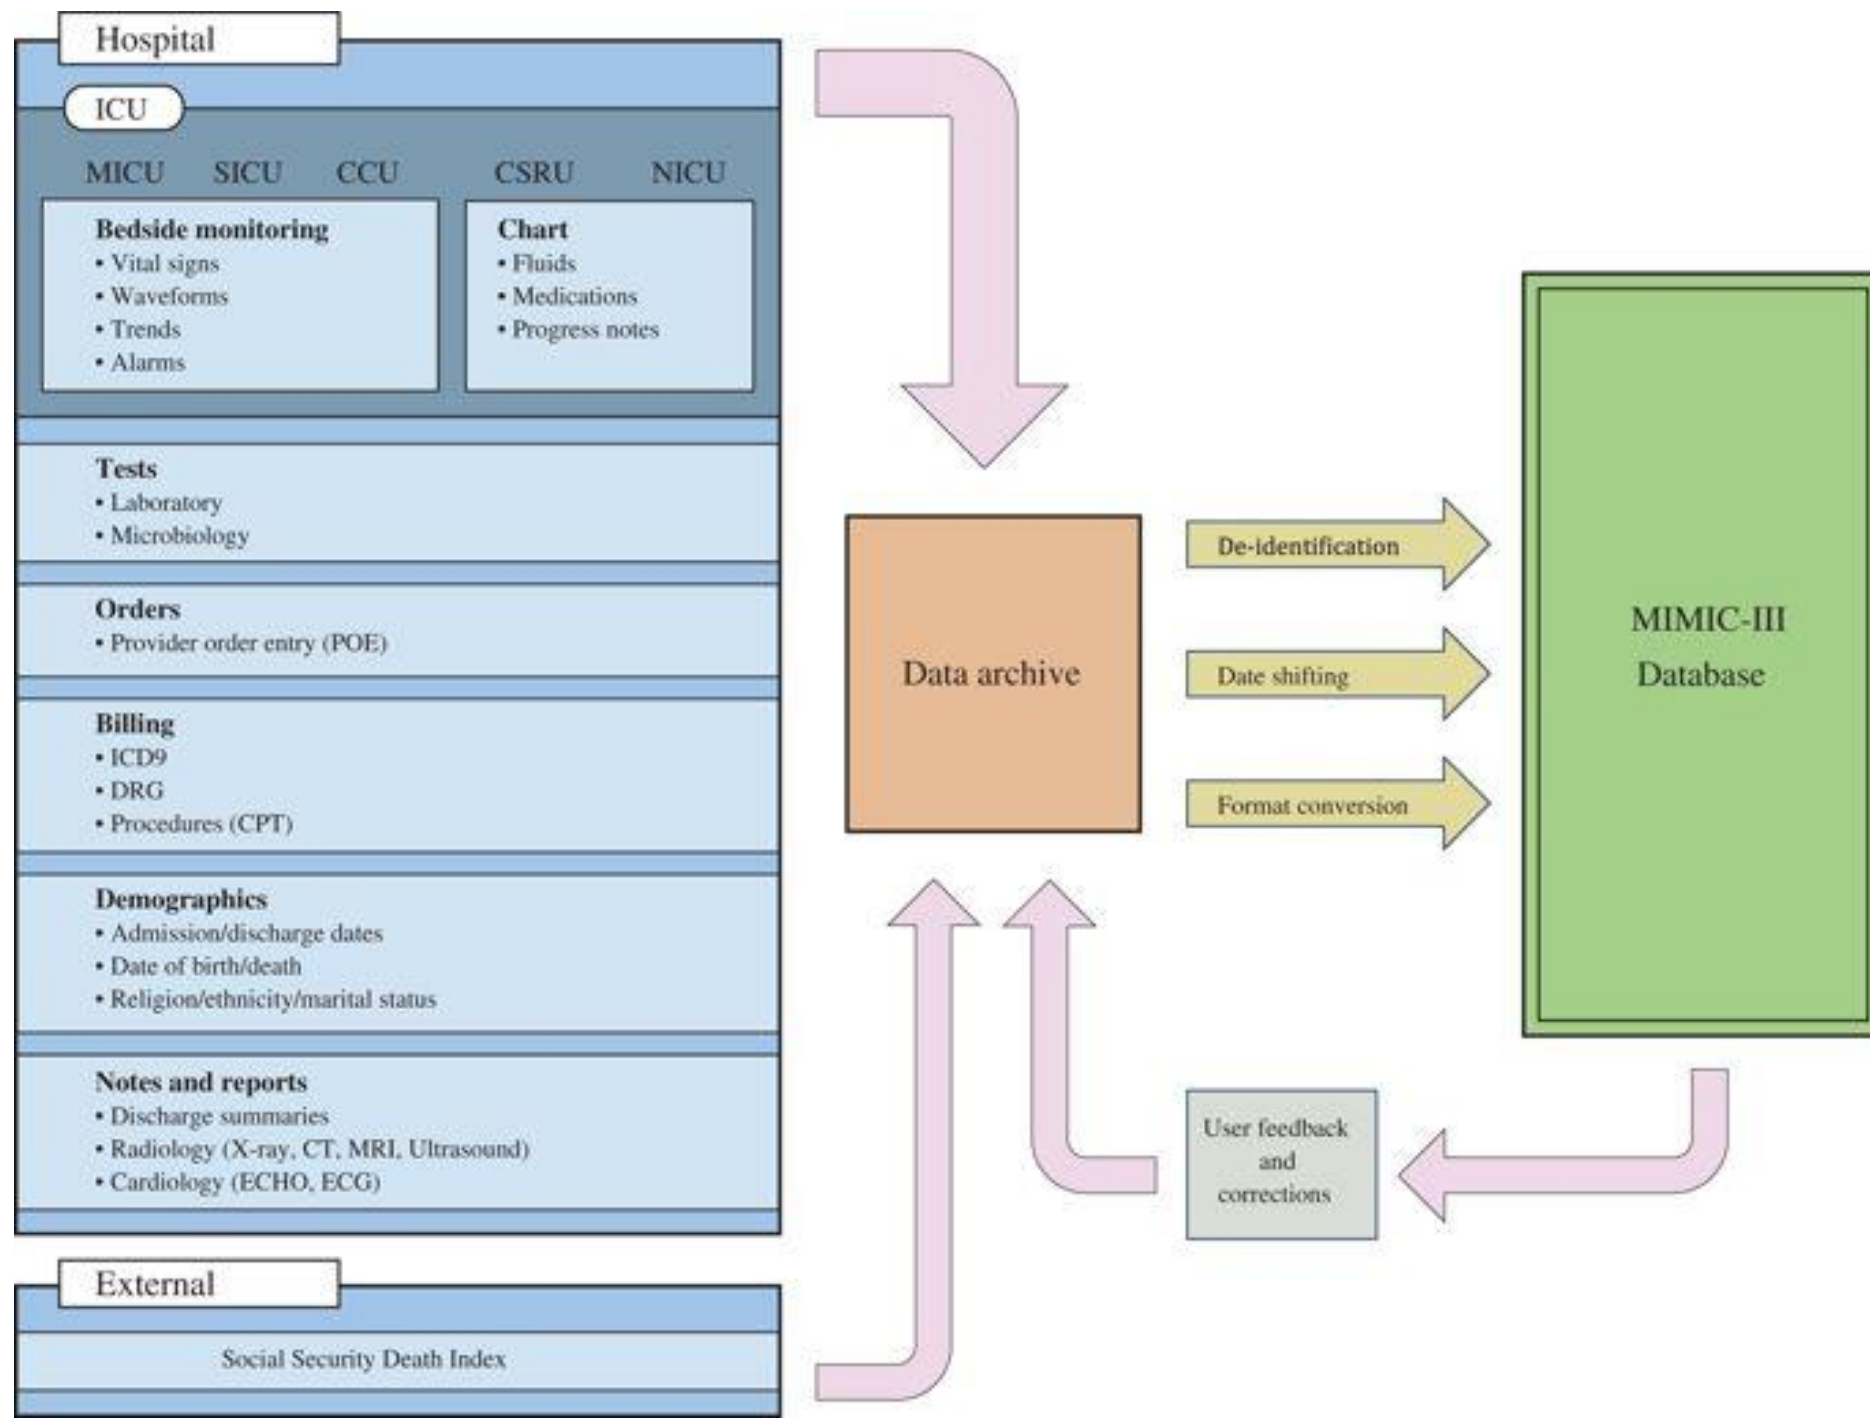 Hospital
ICU
MICU SICU CCU CSRU NICU
Bedside monitoring
• Vital signs
• Waveforms
• Trends
• Alarms
Chart
• Fluids
• Medications
• Progress notes
Tests
• Laboratory
• Microbiology
Orders
• Provider order entry (POE)
Billing
• ICD9
• DRG
• Procedures (CPT)
Demographics
• Admission/discharge dates
• Date of birth/death
• Religion/ethnicity/marital status
Notes and reports
• Discharge summaries
• Radiology (X-ray, CT, MRI, Ultrasound)
• Cardiology (ECHO, ECG)
External
Social Security Death Index
Data archive
De-identification
Date shifting
Format conversion
MIMIC-III
Database
User feedback
and
corrections